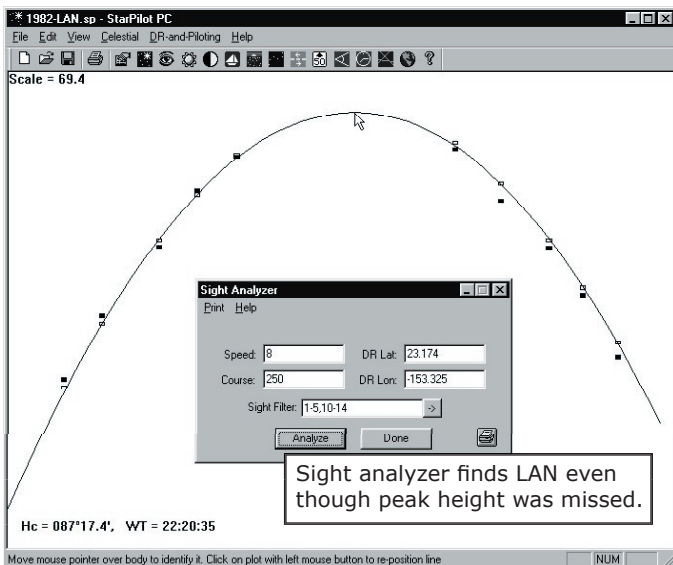 1982-LAN.sp - StarPilot PC
File Edit View Celestial DR-and-Piloting Help
50
Scale = 69.4
Sight Analyzer
Print Help
Speed: 8 DR Lat: 23.174
Course: 250 DR Lon: -153.325
Sight Filter: 1-5,10-14 ->
Analyze Done
Sight analyzer finds LAN even
though peak height was missed.
Hc = 087°17.4', WT = 22:20:35
Move mouse pointer over body to identify it. Click on plot with left mouse button to re-position line NUM